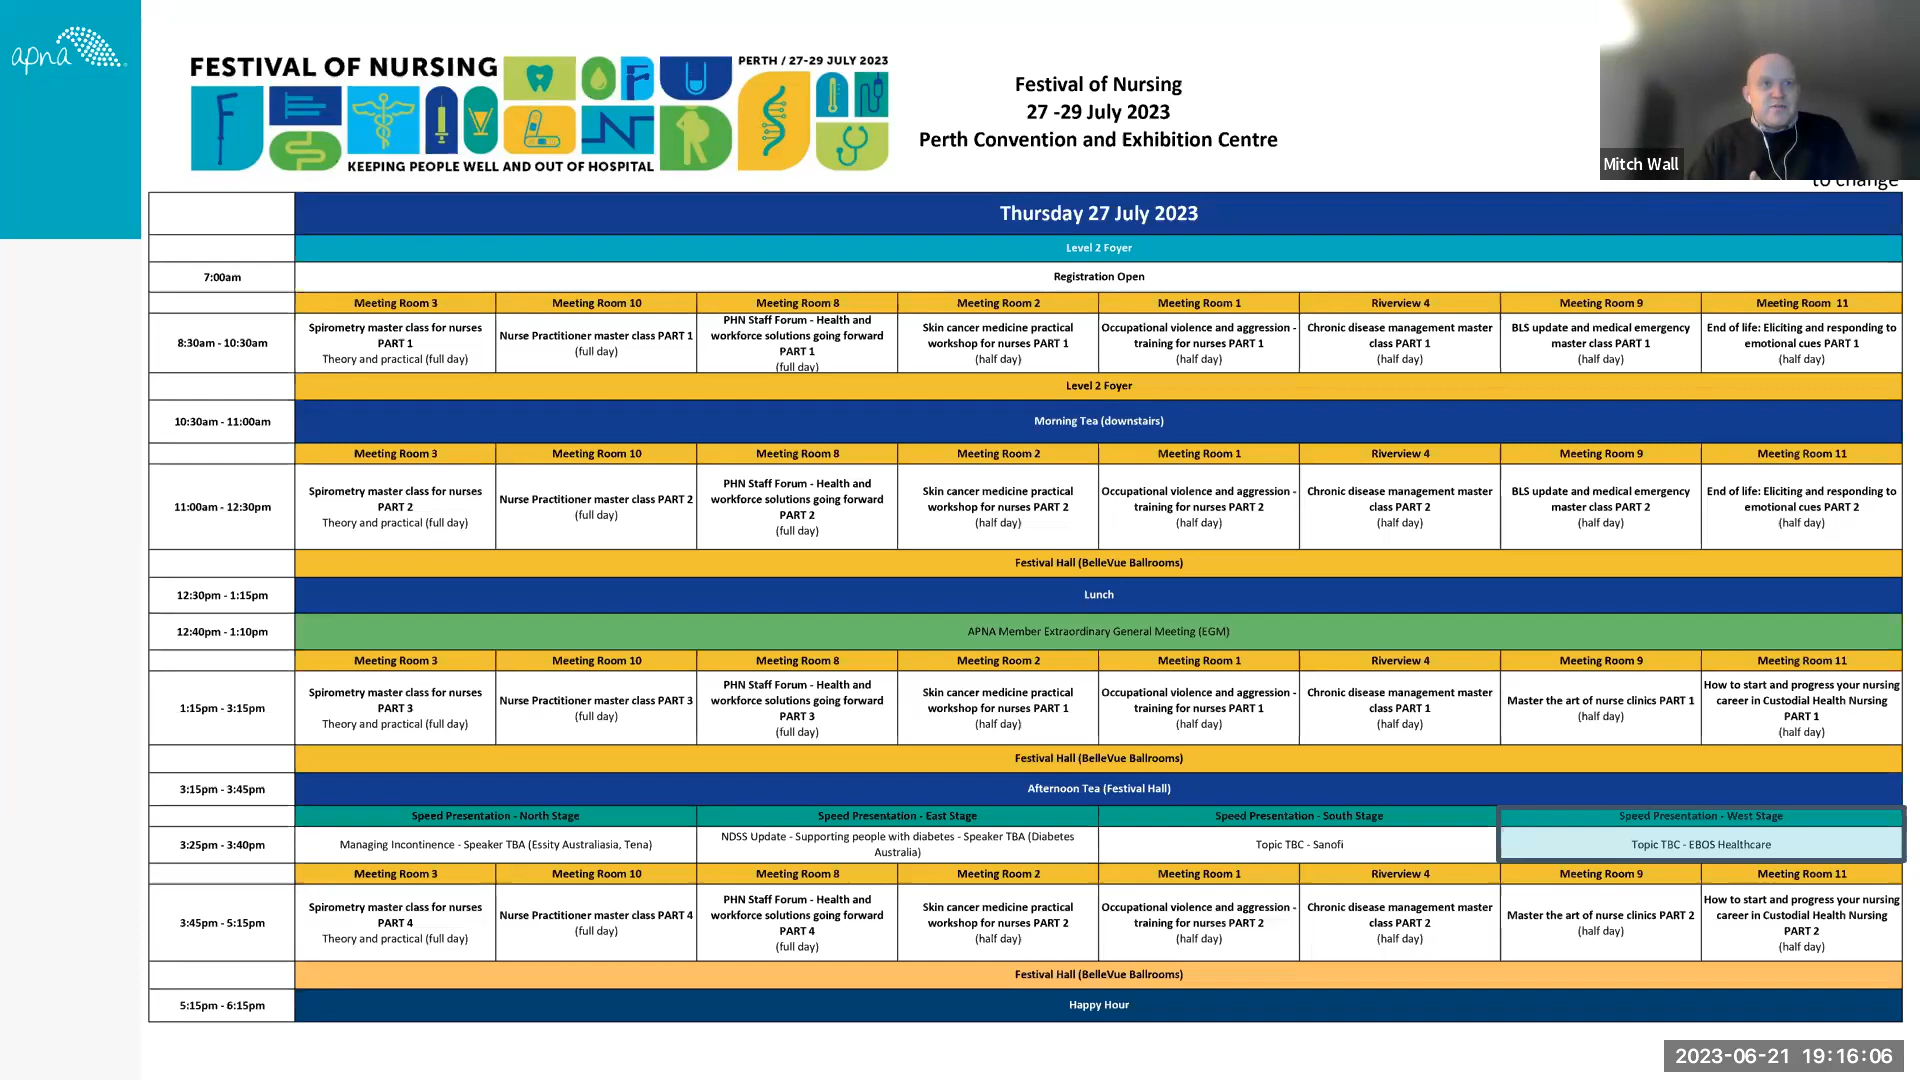 apna
FESTIVAL OF NURSING
PERTH / 27-29 JULY 2023
KEEPING PEOPLE WELL AND OUT OF HOSPITAL
Festival of Nursing
27 -29 July 2023
Perth Convention and Exhibition Centre
Mitch Wall
to change
Thursday 27 July 2023
Level 2 Foyer
7:00am Registration Open
Meeting Room 3 Meeting Room 10 Meeting Room 8 Meeting Room 2 Meeting Room 1 Riverview 4 Meeting Room 9 Meeting Room 11
8:30am - 10:30am
Spirometry master class for nurses
PART 1
Theory and practical (full day)
Nurse Practitioner master class PART 1
(full day)
PHN Staff Forum - Health and
workforce solutions going forward
PART 1
(full day)
Skin cancer medicine practical
workshop for nurses PART 1
(half day)
Occupational violence and aggression -
training for nurses PART 1
(half day)
Chronic disease management master
class PART 1
(half day)
BLS update and medical emergency
master class PART 1
(half day)
End of life: Eliciting and responding to
emotional cues PART 1
(half day)
Level 2 Foyer
10:30am - 11:00am Morning Tea (downstairs)
Meeting Room 3 Meeting Room 10 Meeting Room 8 Meeting Room 2 Meeting Room 1 Riverview 4 Meeting Room 9 Meeting Room 11
11:00am - 12:30pm
Spirometry master class for nurses
PART 2
Theory and practical (full day)
Nurse Practitioner master class PART 2
(full day)
PHN Staff Forum - Health and
workforce solutions going forward
PART 2
(full day)
Skin cancer medicine practical
workshop for nurses PART 2
(half day)
Occupational violence and aggression -
training for nurses PART 2
(half day)
Chronic disease management master
class PART 2
(half day)
BLS update and medical emergency
master class PART 2
(half day)
End of life: Eliciting and responding to
emotional cues PART 2
(half day)
Festival Hall (BelleVue Ballrooms)
12:30pm - 1:15pm Lunch
12:40pm - 1:10pm APNA Member Extraordinary General Meeting (EGM)
Meeting Room 3 Meeting Room 10 Meeting Room 8 Meeting Room 2 Meeting Room 1 Riverview 4 Meeting Room 9 Meeting Room 11
1:15pm - 3:15pm
Spirometry master class for nurses
PART 3
Theory and practical (full day)
Nurse Practitioner master class PART 3
(full day)
PHN Staff Forum - Health and
workforce solutions going forward
PART 3
(full day)
Skin cancer medicine practical
workshop for nurses PART 1
(half day)
Occupational violence and aggression -
training for nurses PART 1
(half day)
Chronic disease management master
class PART 1
(half day)
Master the art of nurse clinics PART 1
(half day)
How to start and progress your nursing
career in Custodial Health Nursing
PART 1
(half day)
Festival Hall (BelleVue Ballrooms)
3:15pm - 3:45pm Afternoon Tea (Festival Hall)
Speed Presentation - North Stage Speed Presentation - East Stage Speed Presentation - South Stage Speed Presentation - West Stage
3:25pm - 3:40pm
Managing Incontinence - Speaker TBA (Essity Australiasia, Tena)
NDSS Update - Supporting people with diabetes - Speaker TBA (Diabetes
Australia)
Topic TBC - Sanofi
Topic TBC - EBOS Healthcare
Meeting Room 3 Meeting Room 10 Meeting Room 8 Meeting Room 2 Meeting Room 1 Riverview 4 Meeting Room 9 Meeting Room 11
3:45pm - 5:15pm
Spirometry master class for nurses
PART 4
Theory and practical (full day)
Nurse Practitioner master class PART 4
(full day)
PHN Staff Forum - Health and
workforce solutions going forward
PART 4
(full day)
Skin cancer medicine practical
workshop for nurses PART 2
(half day)
Occupational violence and aggression -
training for nurses PART 2
(half day)
Chronic disease management master
class PART 2
(half day)
Master the art of nurse clinics PART 2
(half day)
How to start and progress your nursing
career in Custodial Health Nursing
PART 2
(half day)
Festival Hall (BelleVue Ballrooms)
5:15pm - 6:15pm Happy Hour
2023-06-21 19:16:06